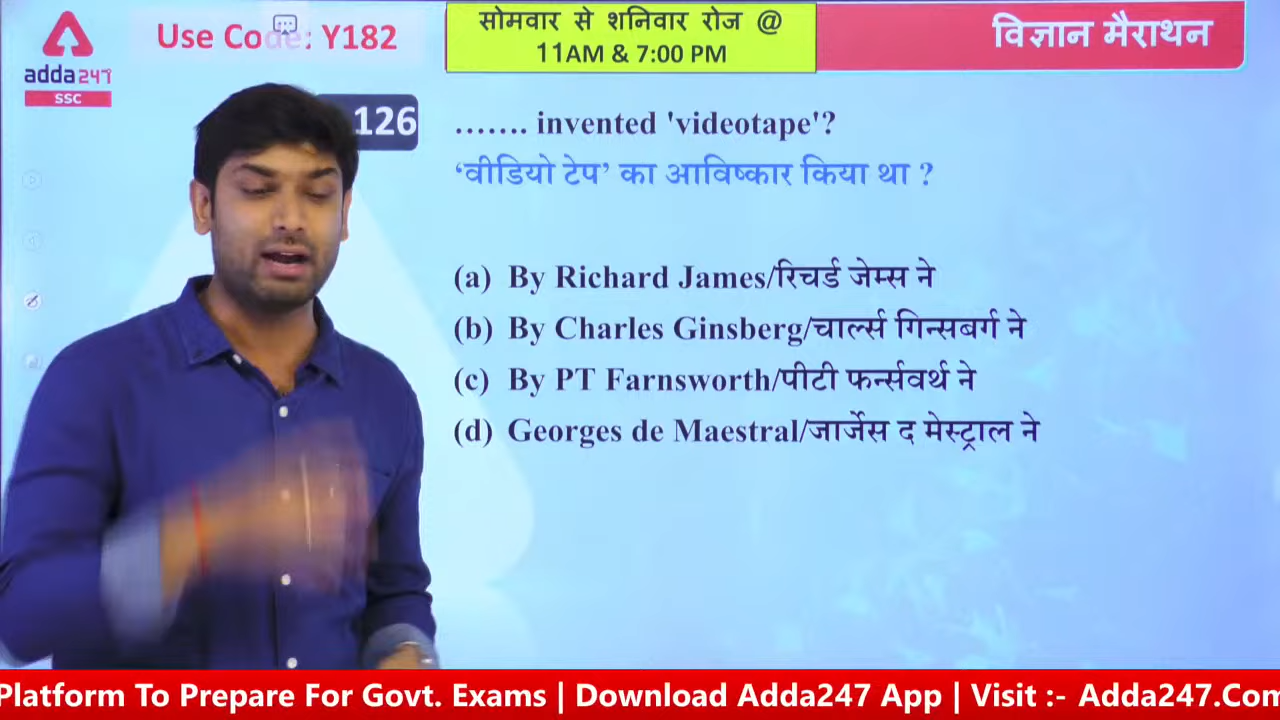 adda247
SSC
Use Code: Y182
सोमवार से शनिवार रोज @
11AM & 7:00 PM
विज्ञान मैराथन
126
....... invented 'videotape'?
‘वीडियो टेप’ का आविष्कार किया था ?
(a) By Richard James/रिचर्ड जेम्स ने
(b) By Charles Ginsberg/चार्ल्स गिन्सबर्ग ने
(c) By PT Farnsworth/पीटी फर्न्सवर्थ ने
(d) Georges de Maestral/जार्जेस द मेस्ट्राल ने
Platform To Prepare For Govt. Exams | Download Adda247 App | Visit :- Adda247.Com